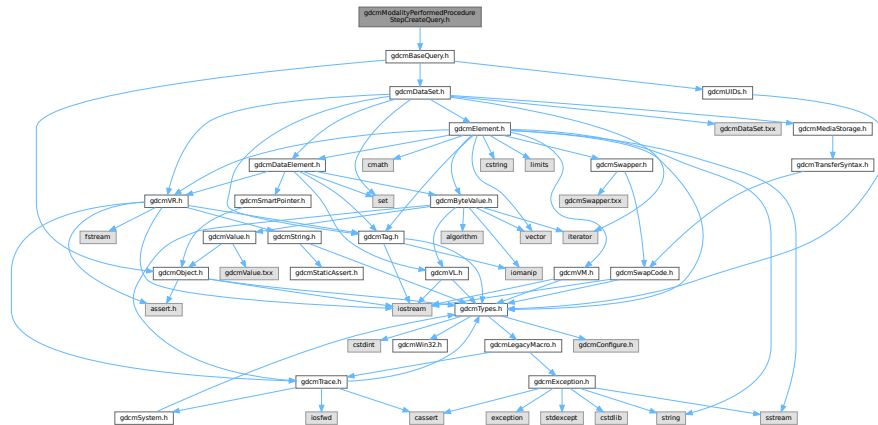 gdcmModalityPerformedProcedure
StepCreateQuery.h
gdcmBaseQuery.h
gdcmDataSet.h
gdcmUIDs.h
gdcmElement.h
gdcmDataSet.txx
gdcmMediaStorage.h
gdcmDataElement.h
cmath
cstring
limits
gdcmSwapper.h
gdcmTransferSyntax.h
gdcmVR.h
gdcmSmartPointer.h
set
gdcmByteValue.h
gdcmSwapper.txx
fstream
gdcmValue.h
gdcmString.h
gdcmTag.h
algorithm
vector
iterator
gdcmObject.h
gdcmValue.txx
gdcmStaticAssert.h
gdcmVL.h
iomanip
gdcmVM.h
gdcmSwapCode.h
assert.h
iostream
gdcmTypes.h
cstdint
gdcmWin32.h
gdcmLegacyMacro.h
gdcmConfigure.h
gdcmTrace.h
gdcmException.h
gdcmSystem.h
iosfwd
cassert
exception
stdexcept
cstdlib
string
sstream